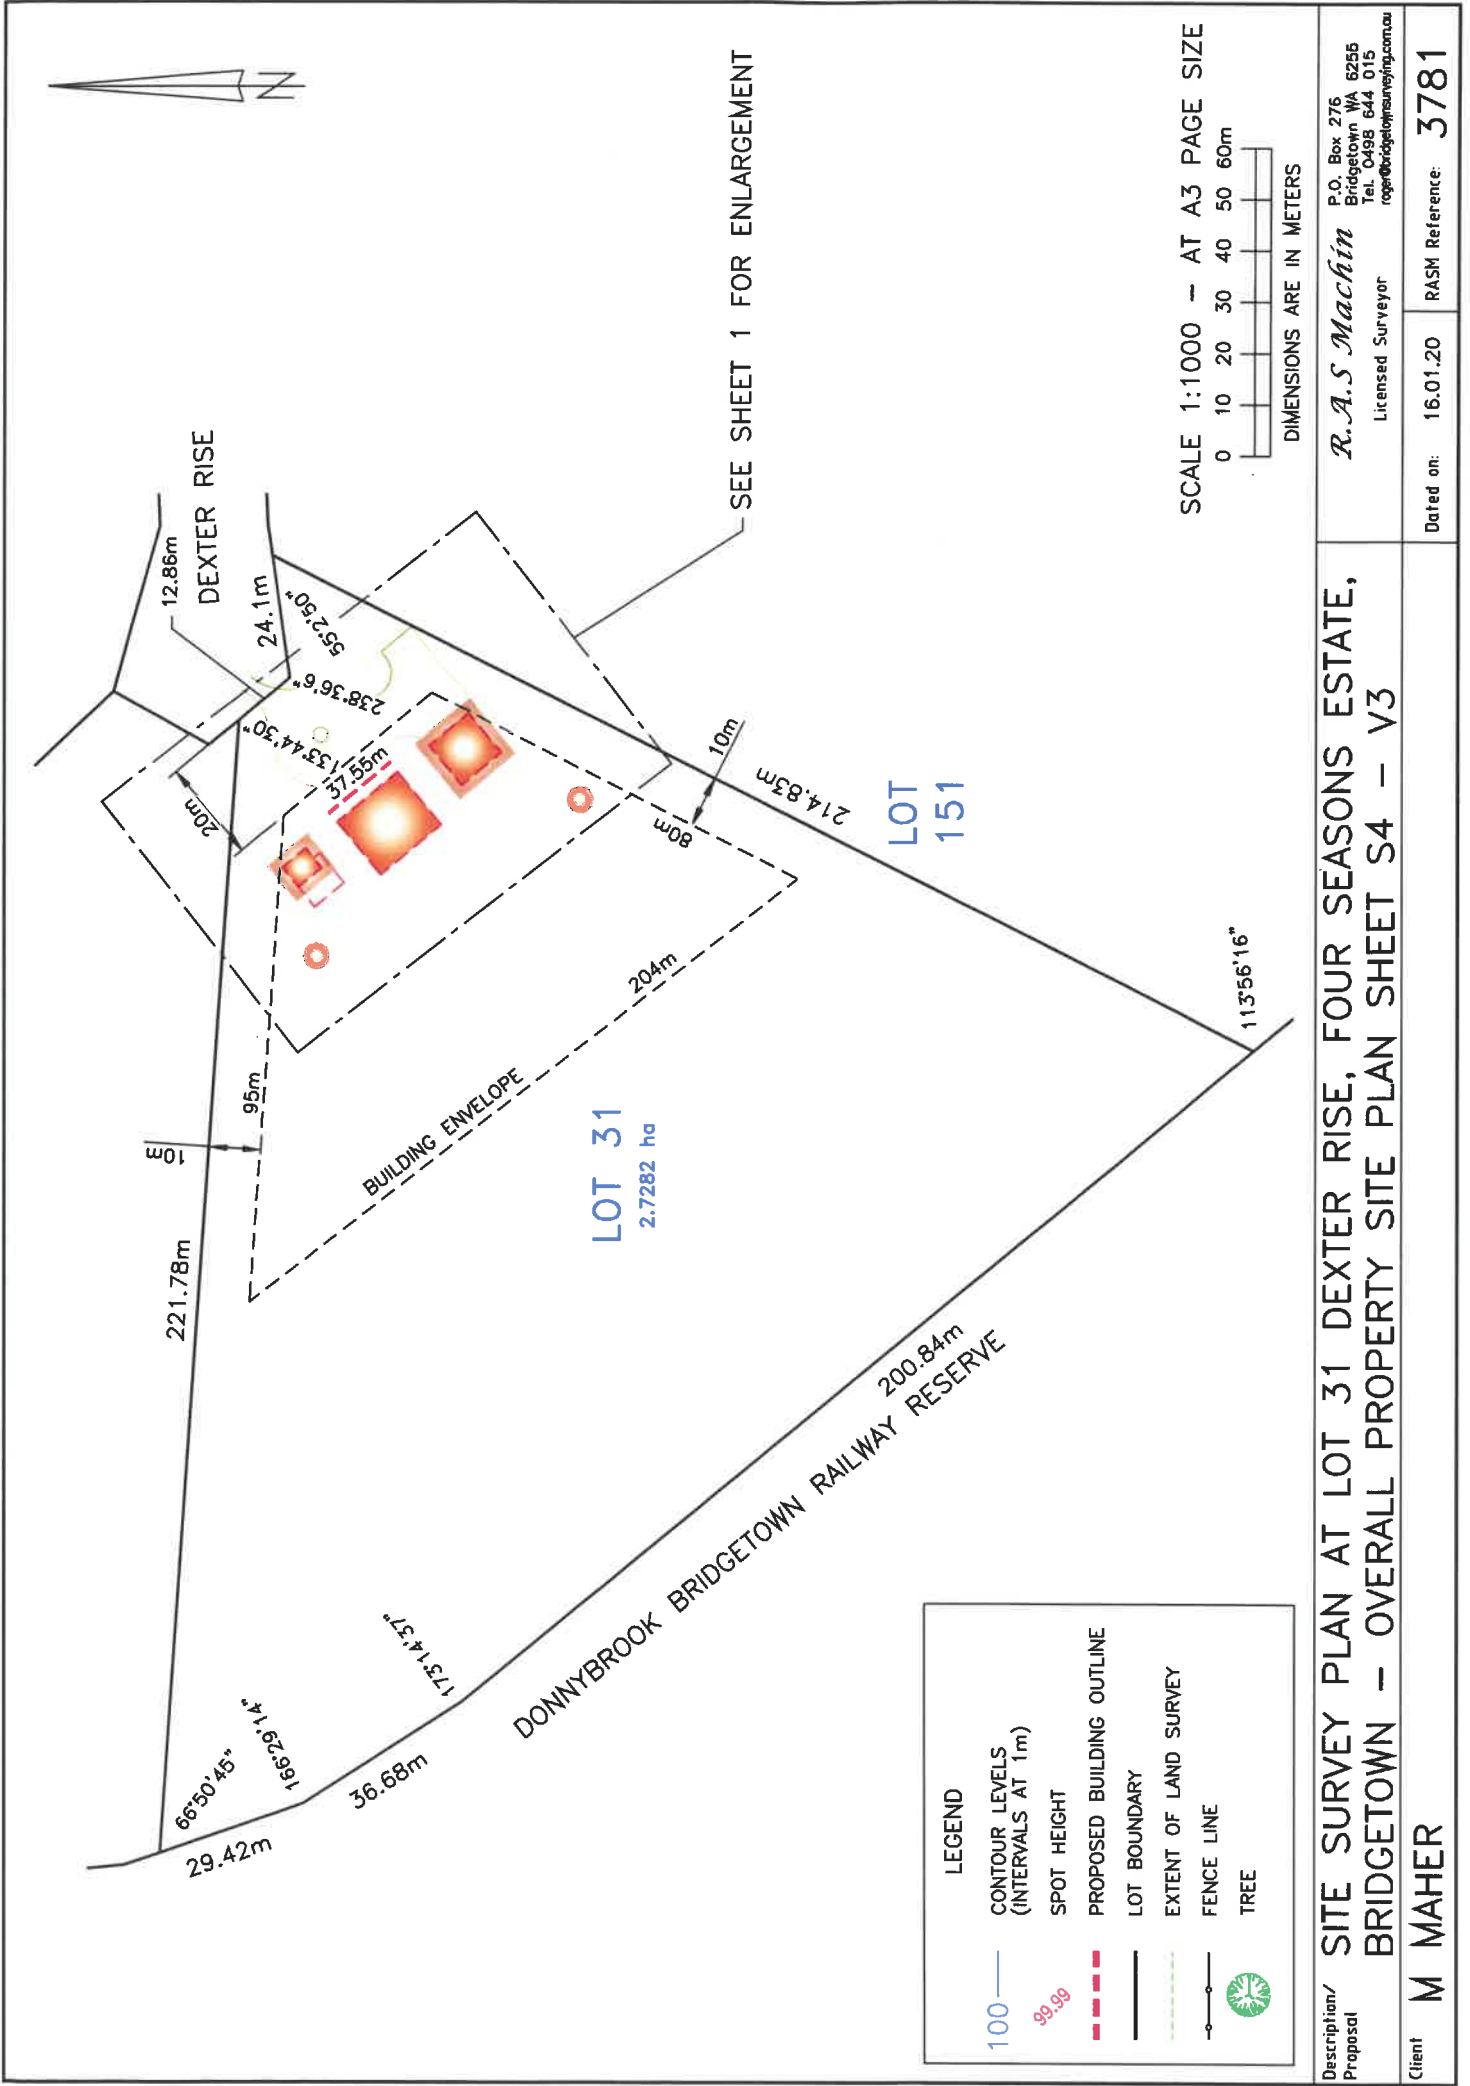 N
DEXTER RISE
12.86m
24.1m
55°2'50"
238°36'6"
133°44'30"
37.55m
20m
SEE SHEET 1 FOR ENLARGEMENT
10m
80m
214.83m
LOT
151
221.78m
10m
95m
204m
BUILDING ENVELOPE
LOT 31
2.7282 ha
113°56'16"
200.84m
DONNYBROOK BRIDGETOWN RAILWAY RESERVE
173°14'37"
166°29'14"
66°50'45"
36.68m
29.42m
SCALE 1:1000 - AT A3 PAGE SIZE
0 10 20 30 40 50 60m
DIMENSIONS ARE IN METERS
LEGEND
100 CONTOUR LEVELS
(INTERVALS AT 1m)
99.99 SPOT HEIGHT
PROPOSED BUILDING OUTLINE
LOT BOUNDARY
EXTENT OF LAND SURVEY
FENCE LINE
TREE
Description/
Proposal
SITE SURVEY PLAN AT LOT 31 DEXTER RISE, FOUR SEASONS ESTATE,
BRIDGETOWN - OVERALL PROPERTY SITE PLAN SHEET S4 - V3
R.A.S Machin
Licensed Surveyor
P.O. Box 276
Bridgetown WA 6255
Tel. 0498 644 015
roger@bridgetownsurveying.com.au
Client M MAHER
Dated on: 16.01.20
RASM Reference: 3781